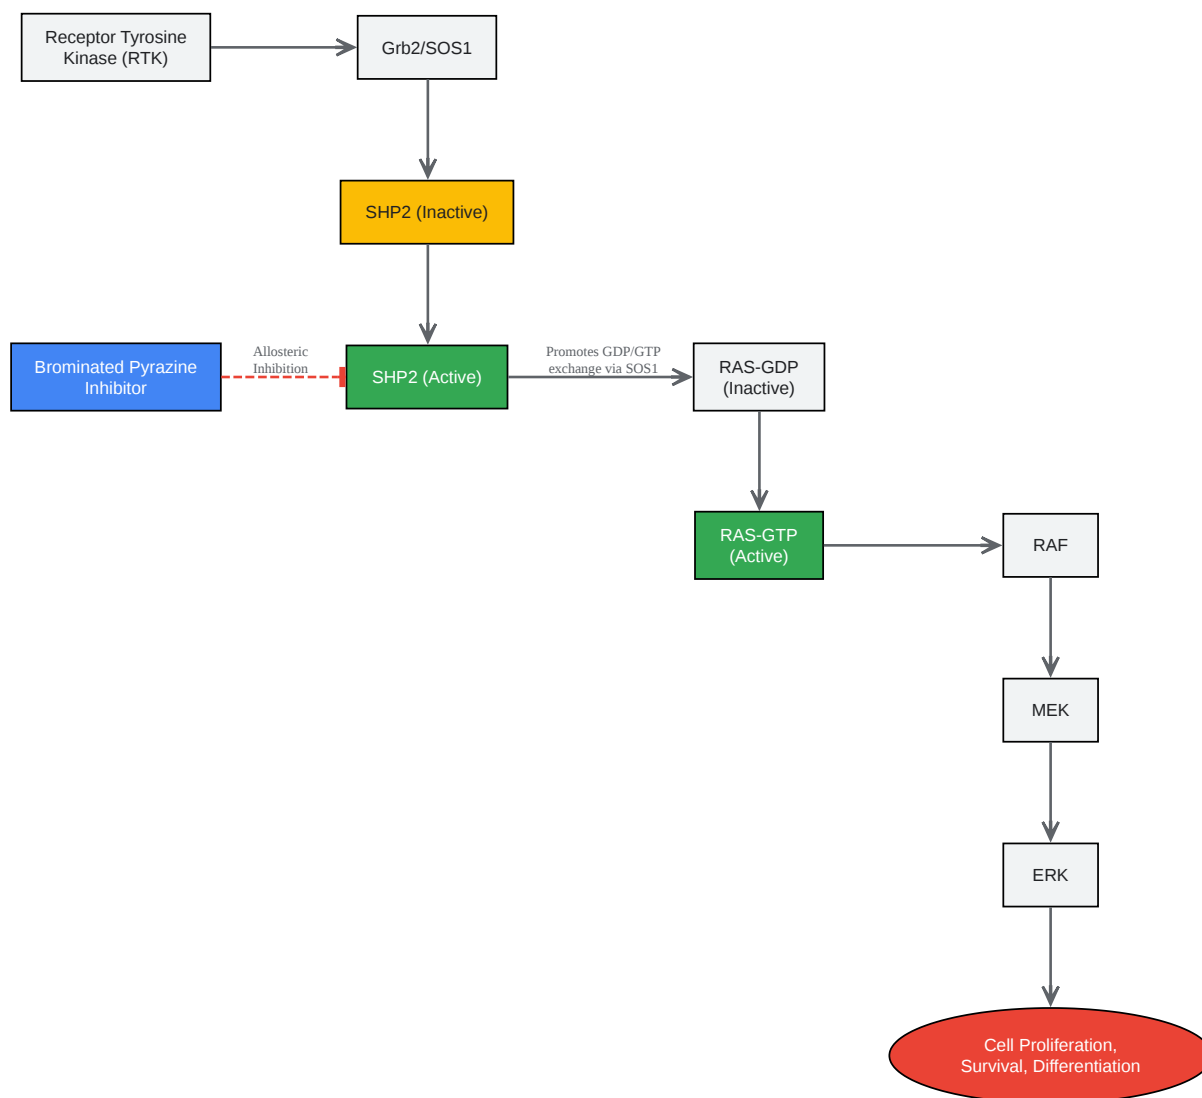 Receptor Tyrosine
Kinase (RTK)
Grb2/SOS1
SHP2 (Inactive)
Brominated Pyrazine
Inhibitor
Allosteric
Inhibition
SHP2 (Active)
Promotes GDP/GTP
exchange via SOS1
RAS-GDP
(Inactive)
RAS-GTP
(Active)
RAF
MEK
ERK
Cell Proliferation,
Survival, Differentiation